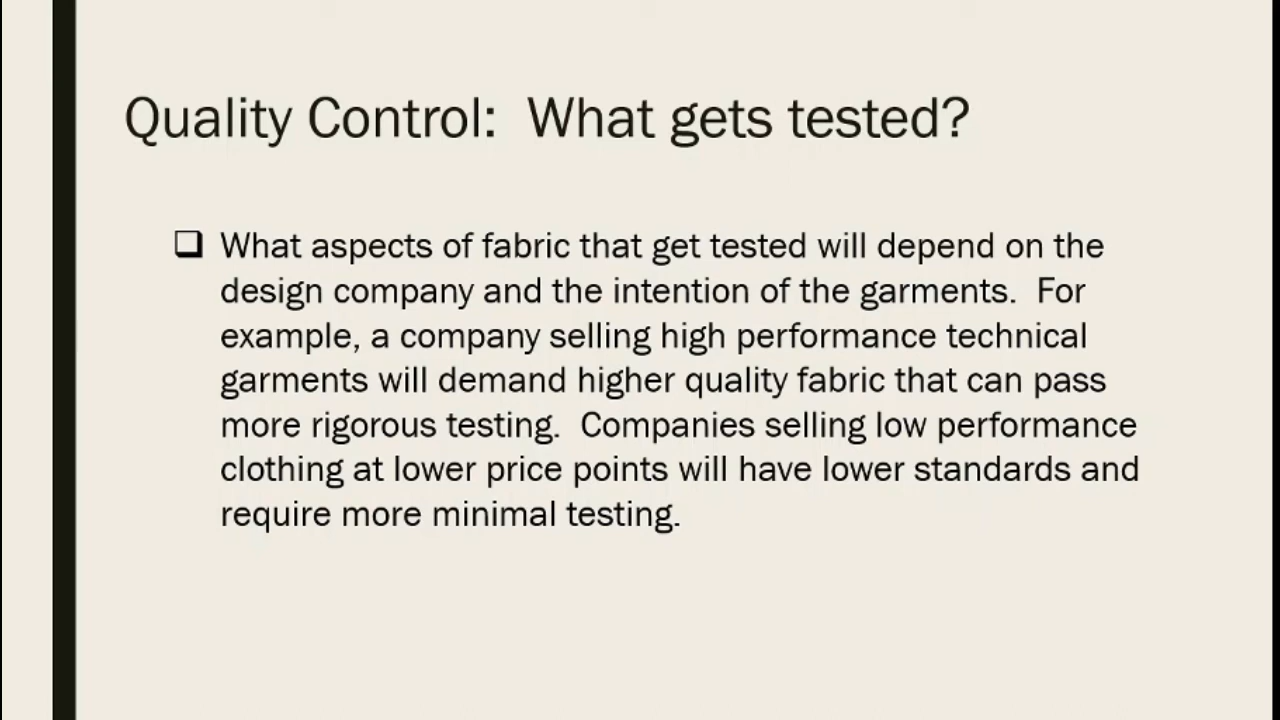 Quality Control:  What gets tested?
What aspects of fabric that get tested will depend on the
design company and the intention of the garments.  For
example, a company selling high performance technical
garments will demand higher quality fabric that can pass
more rigorous testing.  Companies selling low performance
clothing at lower price points will have lower standards and
require more minimal testing.